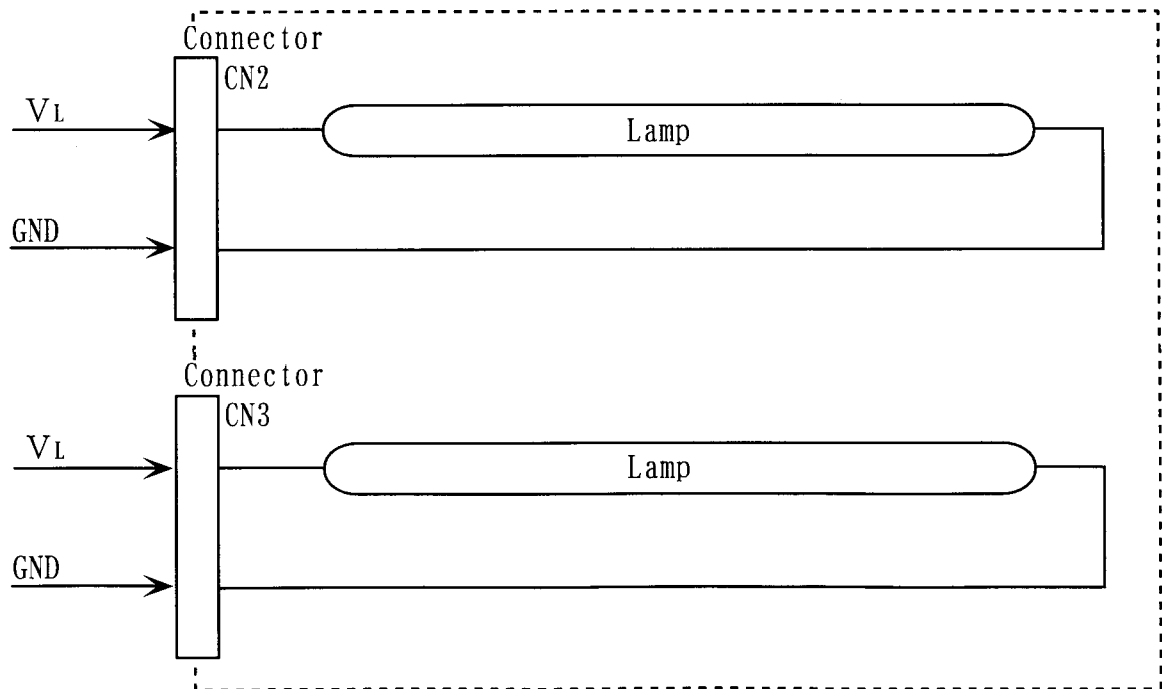 Connector
CN2
VL
Lamp
GND
Connector
CN3
VL
Lamp
GND